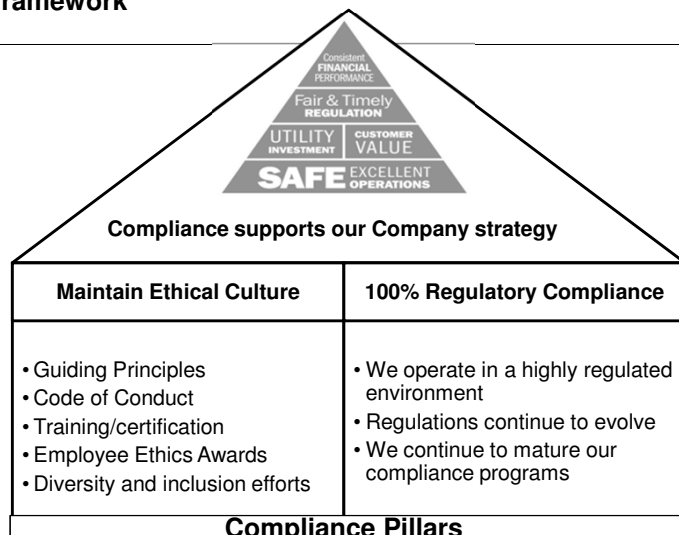 ramework
Consistent
FINANCIAL
PERFORMANCE
Fair & Timely
REGULATION
UTILITY
INVESTMENT
CUSTOMER
VALUE
SAFE EXCELLENT
OPERATIONS
Compliance supports our Company strategy
Maintain Ethical Culture
100% Regulatory Compliance
• Guiding Principles
• Code of Conduct
• Training/certification
• Employee Ethics Awards
• Diversity and inclusion efforts
• We operate in a highly regulated
environment
• Regulations continue to evolve
• We continue to mature our
compliance programs
Compliance Pillars